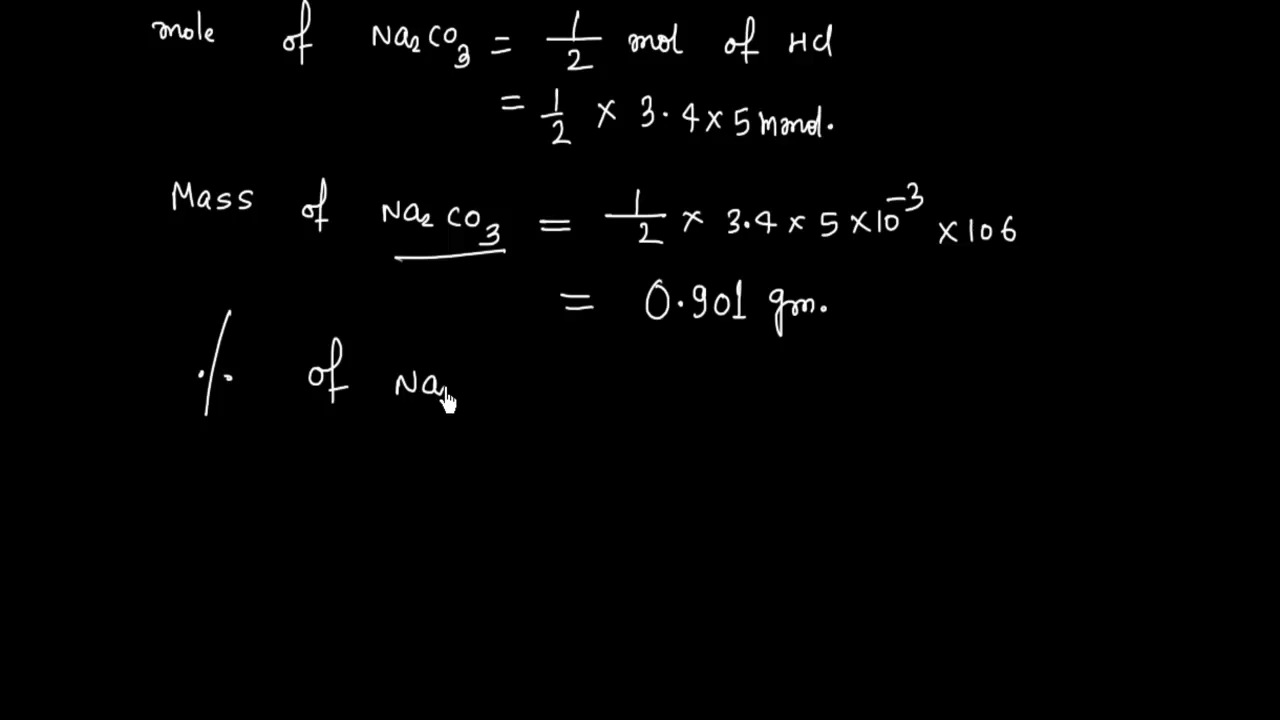 mole of Na₂CO₃ = 1/2 mol of HCl
= 1/2 × 3.4 × 5 mmol.
Mass of Na₂CO₃ = 1/2 × 3.4 × 5 × 10⁻³ × 106
= 0.901 gm.
% of Na